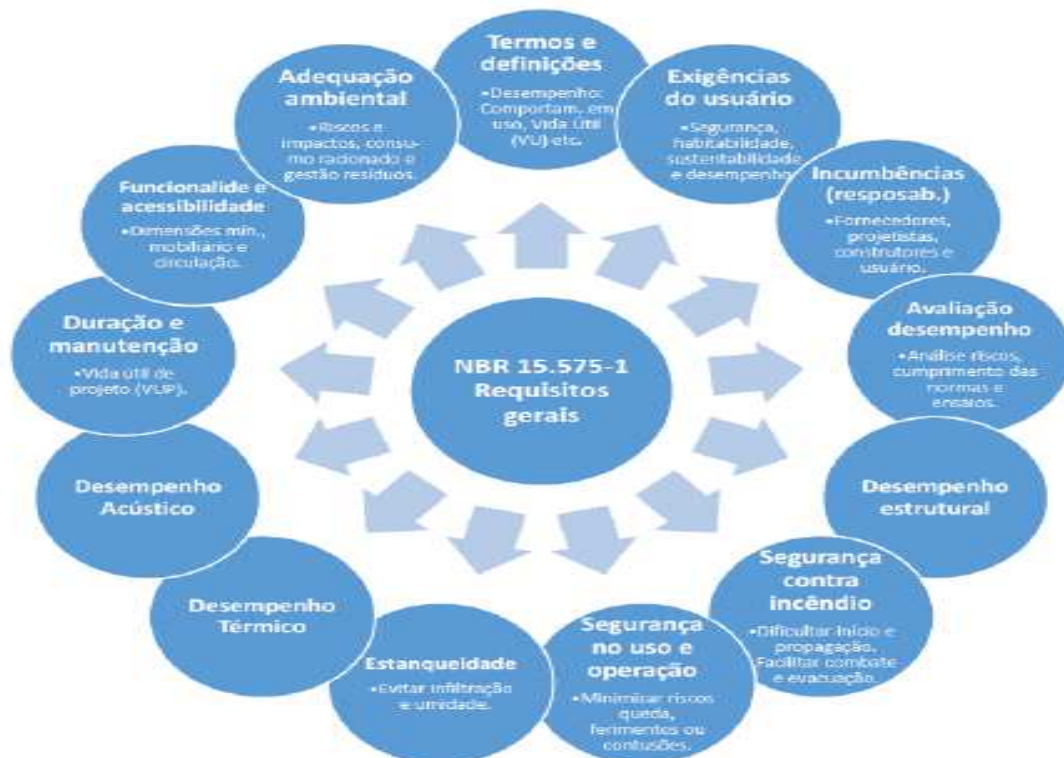 Termos e
definições
•Desempenho:
Comportam. em
uso, Vida Útil
(VU) etc.
Exigências
do usuário
•Segurança,
habitabilidade,
sustentabilidade
e desempenho
Incumbências
(resposab.)
•Fornecedores,
projetistas,
construtores e
usuário.
Avaliação
desempenho
•Análise riscos,
cumprimento das
normas e
ensaios.
Desempenho
estrutural
Segurança
contra
incêndio
•Dificultar início e
propagação.
Facilitar combate
e evacuação.
Segurança
no uso e
operação
•Minimizar riscos
queda,
ferimentos ou
contusões.
Estanqueidade
•Evitar infiltração
e umidade.
Desempenho
Térmico
Desempenho
Acústico
Duração e
manutenção
•Vida útil de
projeto (VUP).
Funcionalide e
acessibilidade
•Dimensões mín.,
mobiliário e
circulação.
Adequação
ambiental
•Riscos e
impactos, consu-
mo racionado e
gestão resíduos.
NBR 15.575-1
Requisitos
gerais